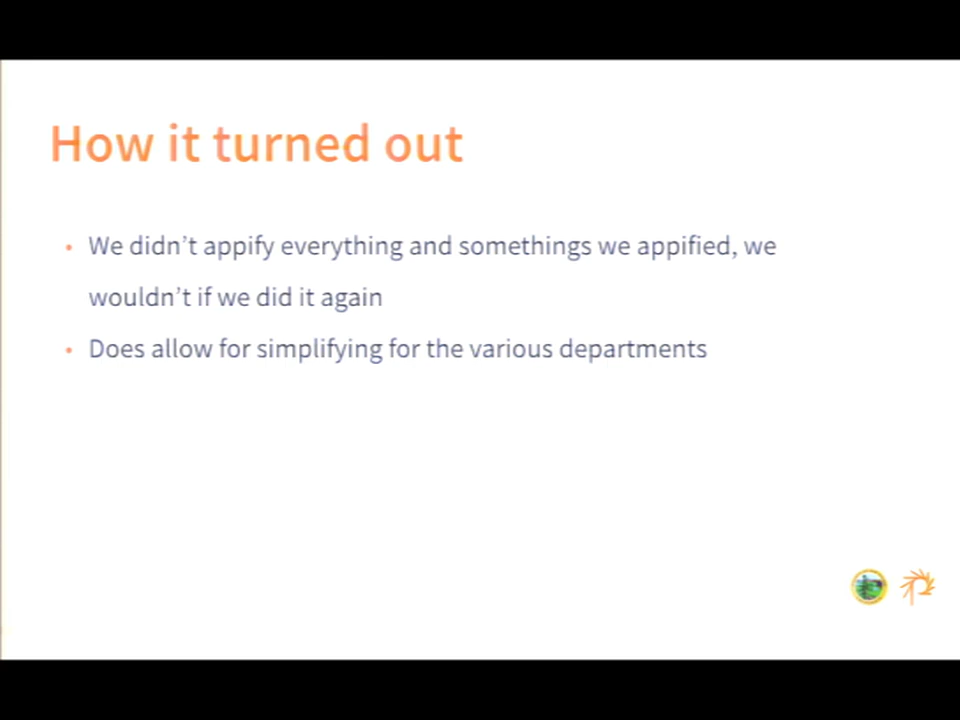 How it turned out
• We didn’t appify everything and somethings we appified, we
wouldn’t if we did it again
• Does allow for simplifying for the various departments